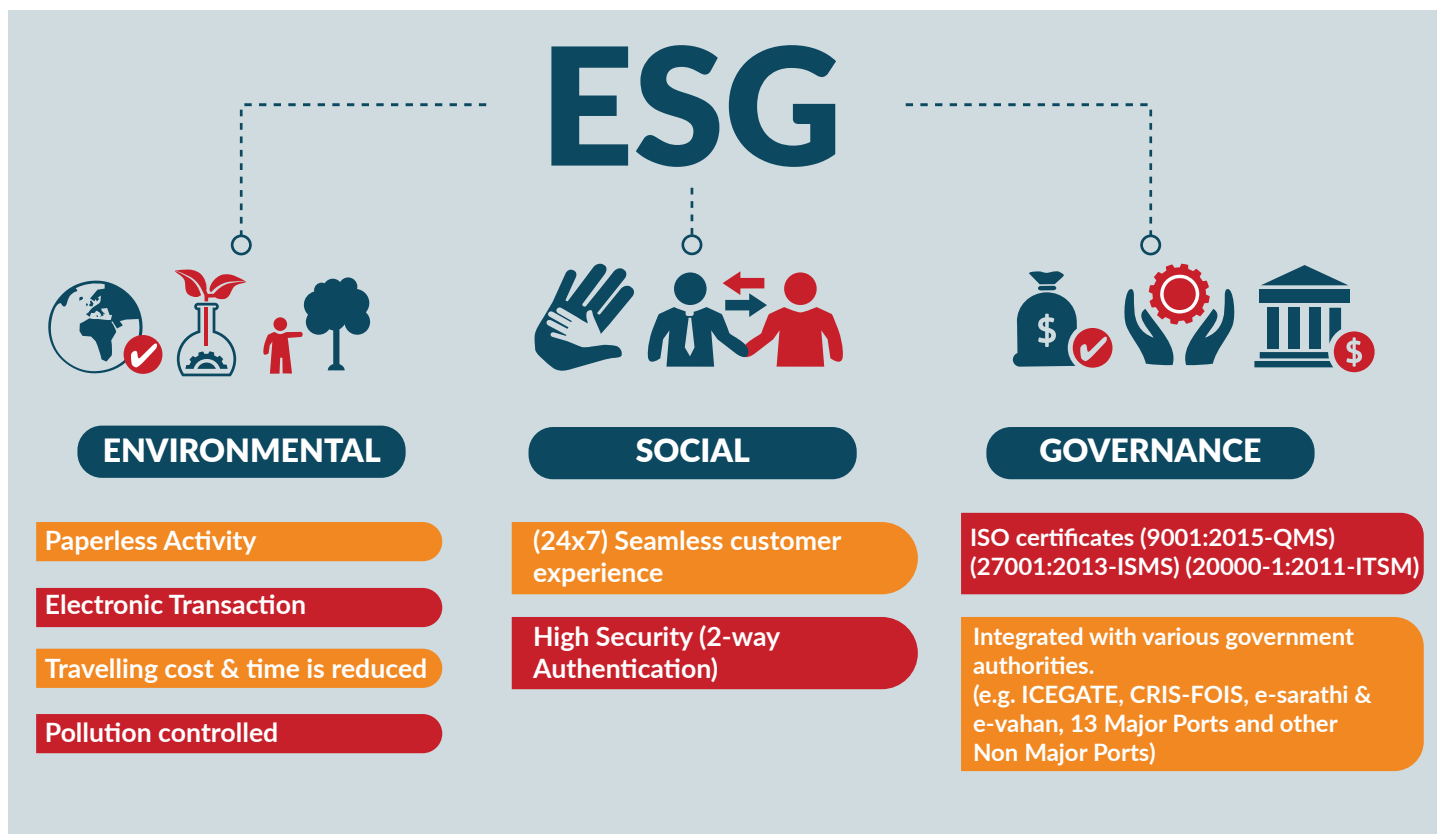 ESG
ENVIRONMENTAL
Paperless Activity
Electronic Transaction
Travelling cost & time is reduced
Pollution controlled
SOCIAL
(24x7) Seamless customer
experience
High Security (2-way
Authentication)
$
$
GOVERNANCE
ISO certificates (9001:2015-QMS)
(27001:2013-ISMS) (20000-1:2011-ITSM)
Integrated with various government
authorities.
(e.g. ICEGATE, CRIS-FOIS, e-sarathi &
e-vahan, 13 Major Ports and other
Non Major Ports)